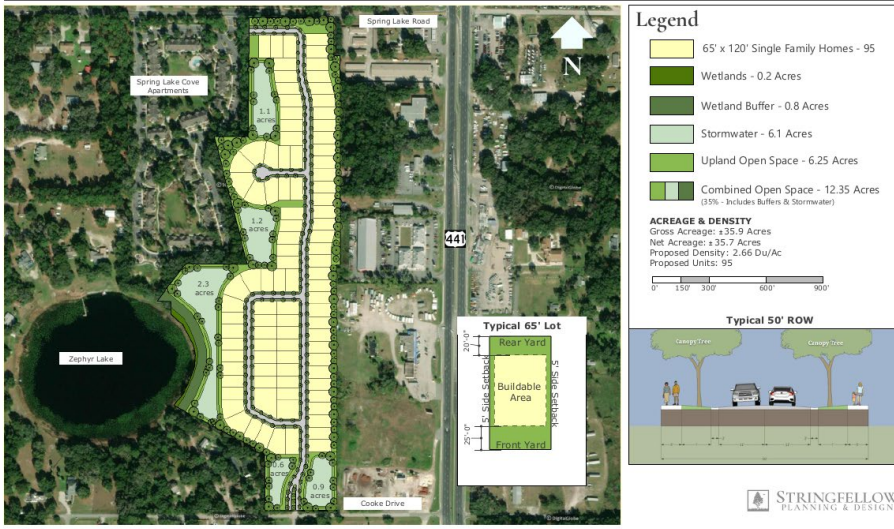 Spring Lake Road
Spring Lake Cove
Apartments
N
1.1
acres
1.2
acres
441
2.3
acres
Zephyr Lake
0.6
acres
0.9
acres
Cooke Drive
Typical 65' Lot
20'-0"
Rear Yard
5' Side Setback
Buildable
Area
5' Side Setback
25'-0"
Front Yard
Legend
65' x 120' Single Family Homes - 95
Wetlands - 0.2 Acres
Wetland Buffer - 0.8 Acres
Stormwater - 6.1 Acres
Upland Open Space - 6.25 Acres
Combined Open Space - 12.35 Acres
(35% - Includes Buffers & Stormwater)
ACREAGE & DENSITY
Gross Acreage: ±35.9 Acres
Net Acreage: ±35.7 Acres
Proposed Density: 2.66 Du/Ac
Proposed Units: 95
0' 150' 300' 600' 900'
Typical 50' ROW
Canopy Tree
Canopy Tree
STRINGFELLOW
PLANNING & DESIGN